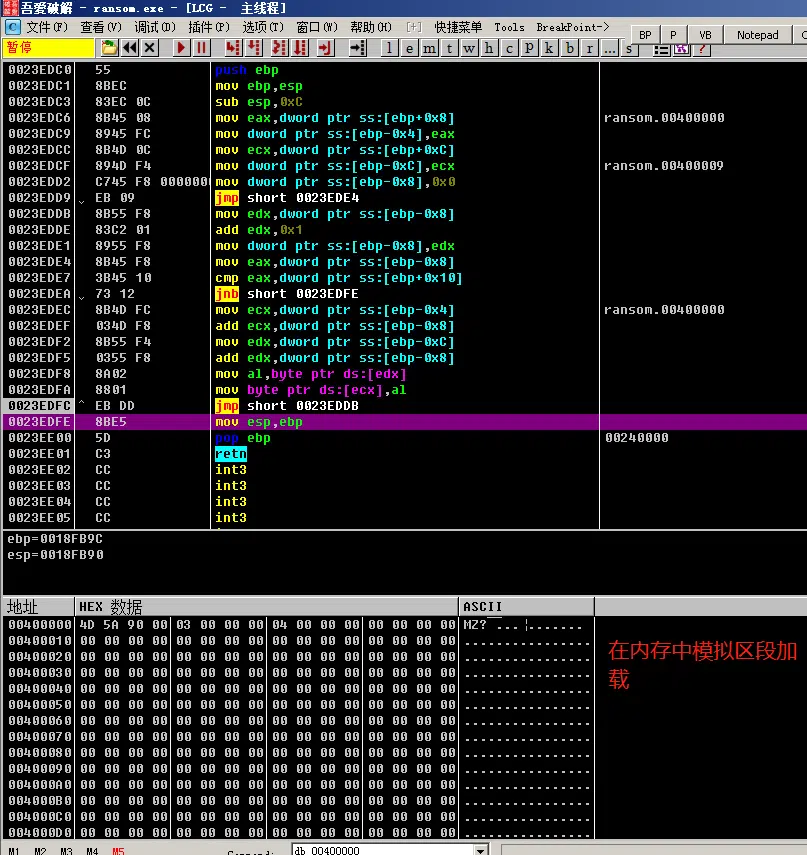 吾爱破解 - ransom.exe - [LCG - 主线程]
文件(F) 查看(V) 调试(D) 插件(P) 选项(T) 窗口(W) 帮助(H) [+] 快捷菜单 Tools BreakPoint->
BP P VB Notepad
暂停 l e m t w h c p k b r ... s ?
0023EDC0 55 push ebp
0023EDC1 8BEC mov ebp,esp
0023EDC3 83EC 0C sub esp,0xC
0023EDC6 8B45 08 mov eax,dword ptr ss:[ebp+0x8] ransom.00400000
0023EDC9 8945 FC mov dword ptr ss:[ebp-0x4],eax
0023EDCC 8B4D 0C mov ecx,dword ptr ss:[ebp+0xC]
0023EDCF 894D F4 mov dword ptr ss:[ebp-0xC],ecx ransom.00400009
0023EDD2 C745 F8 0000000 mov dword ptr ss:[ebp-0x8],0x0
0023EDD9 EB 09 jmp short 0023EDE4
0023EDDB 8B55 F8 mov edx,dword ptr ss:[ebp-0x8]
0023EDDE 83C2 01 add edx,0x1
0023EDE1 8955 F8 mov dword ptr ss:[ebp-0x8],edx
0023EDE4 8B45 F8 mov eax,dword ptr ss:[ebp-0x8]
0023EDE7 3B45 10 cmp eax,dword ptr ss:[ebp+0x10]
0023EDEA 73 12 jnb short 0023EDFE
0023EDEC 8B4D FC mov ecx,dword ptr ss:[ebp-0x4] ransom.00400000
0023EDEF 034D F8 add ecx,dword ptr ss:[ebp-0x8]
0023EDF2 8B55 F4 mov edx,dword ptr ss:[ebp-0xC]
0023EDF5 0355 F8 add edx,dword ptr ss:[ebp-0x8]
0023EDF8 8A02 mov al,byte ptr ds:[edx]
0023EDFA 8801 mov byte ptr ds:[ecx],al
0023EDFC ^ EB DD jmp short 0023EDDB
0023EDFE 8BE5 mov esp,ebp
0023EE00 5D pop ebp 00240000
0023EE01 C3 retn
0023EE02 CC int3
0023EE03 CC int3
0023EE04 CC int3
0023EE05 CC int3
ebp=0018FB9C
esp=0018FB90
地址 HEX 数据 ASCII
00400000 4D 5A 90 00 03 00 00 00 04 00 00 00 00 00 00 00 MZ?...¦.......
00400010 00 00 00 00 00 00 00 00 00 00 00 00 00 00 00 00 ................
00400020 00 00 00 00 00 00 00 00 00 00 00 00 00 00 00 00 ................
00400030 00 00 00 00 00 00 00 00 00 00 00 00 00 00 00 00 ................
00400040 00 00 00 00 00 00 00 00 00 00 00 00 00 00 00 00 ................
00400050 00 00 00 00 00 00 00 00 00 00 00 00 00 00 00 00 ................
00400060 00 00 00 00 00 00 00 00 00 00 00 00 00 00 00 00 ................
00400070 00 00 00 00 00 00 00 00 00 00 00 00 00 00 00 00 ................
00400080 00 00 00 00 00 00 00 00 00 00 00 00 00 00 00 00 ................
00400090 00 00 00 00 00 00 00 00 00 00 00 00 00 00 00 00 ................
004000A0 00 00 00 00 00 00 00 00 00 00 00 00 00 00 00 00 ................
004000B0 00 00 00 00 00 00 00 00 00 00 00 00 00 00 00 00 ................
004000C0 00 00 00 00 00 00 00 00 00 00 00 00 00 00 00 00 ................
004000D0 00 00 00 00 00 00 00 00 00 00 00 00 00 00 00 00 ................
在内存中模拟区段加
载
M1 M2 M3 M4 M5 Command: db 00400000